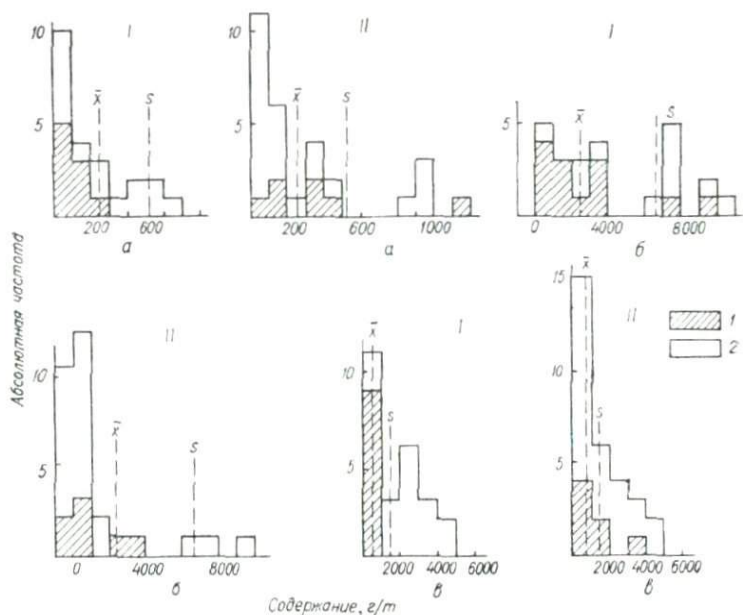 I
II
I
10
5
x̄
s
200
600
а
10
5
x̄
s
200
600
1000
а
5
x̄
s
0
4000
8000
б
Абсолютная частота
II
I
II
10
5
x̄
s
0
4000
8000
б
10
5
x̄
s
2000
4000
6000
в
15
10
5
x̄
s
2000
4000
6000
в
1
2
Содержание, г/т